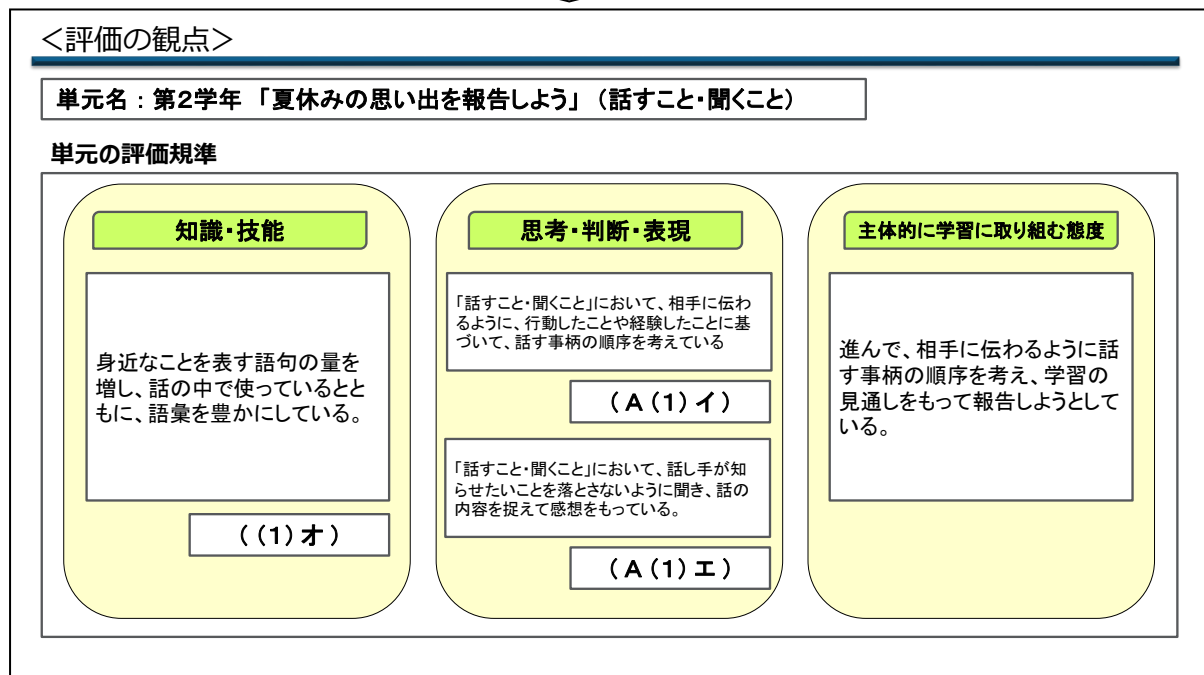 ＜評価の観点＞
単元名：第２学年 「夏休みの思い出を報告しよう」（話すこと・聞くこと）
単元の評価規準
知識・技能
身近なことを表す語句の量を
増し、話の中で使っているとと
もに、語彙を豊かにしている。
（（１）オ）
思考・判断・表現
「話すこと・聞くこと」において、相手に伝わ
るように、行動したことや経験したことに基
づいて、話す事柄の順序を考えている
（Ａ（１）イ）
「話すこと・聞くこと」において、話し手が知
らせたいことを落とさないように聞き、話の
内容を捉えて感想をもっている。
（Ａ（１）エ）
主体的に学習に取り組む態度
進んで、相手に伝わるように話
す事柄の順序を考え、学習の
見通しをもって報告しようとして
いる。